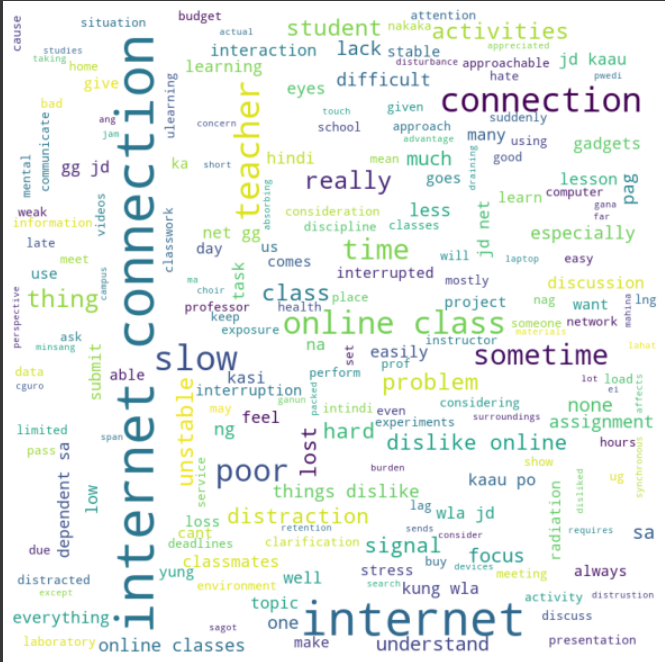 cause
situation
budget
actual
attention
nakaka
appreciated
studies
taking
student
activities
interaction
lack
stable
disturbance
approachable
jd kaau
home
give
learning
eyes
difficult
hate
pwedi
bad
ulearning
touch
given
connection
ang
jam
concern
school
approach
advantage
suddenly
many
using
gadgets
communicate
mental
gg jd
internet connection
teacher
ka
short
hindi
mean
much
goes
draining
good
lesson
computer
pag
absorbing
really
weak
information
videos
classwork
consideration
discipline
classes
less
jd net
learn
gana
far
especially
late
meet
day
net gg
us
time
will
laptop
easy
use
comes
interrupted
mostly
discussion
thing
campus
task
ma
choir
health
class
place
project
nag
want
lng
mahina
perspective
professor
keep
exposure
online class
instructor
someone
materials
network
ask
minsang
submit
na
set
easily
prof
sometime
lahat
data
cguro
able
slow
kasi
perform
problem
lot
load
ei
affects
unstable
interruption
ganun
packed
considering
none
may
feel
intindi
even
experiments
surroundings
assignment
limited
span
ng
lost
hard
dislike online
hours
pass
dependent sa
low
service
poor
burden
kaau po
show
ug
synchronous
disliked
things dislike
radiation
loss
cant
deadlines
distraction
retention
lag
sends
wla jd
consider
requires
sa
due
clarification
signal
focus
distracted
except
yung
classmates
environment
well
stress
search
buy
devices
meeting
always
kung wla
activity
distrustion
everything
topic
one
internet
discuss
laboratory
online classes
sagot
make
understand
presentation